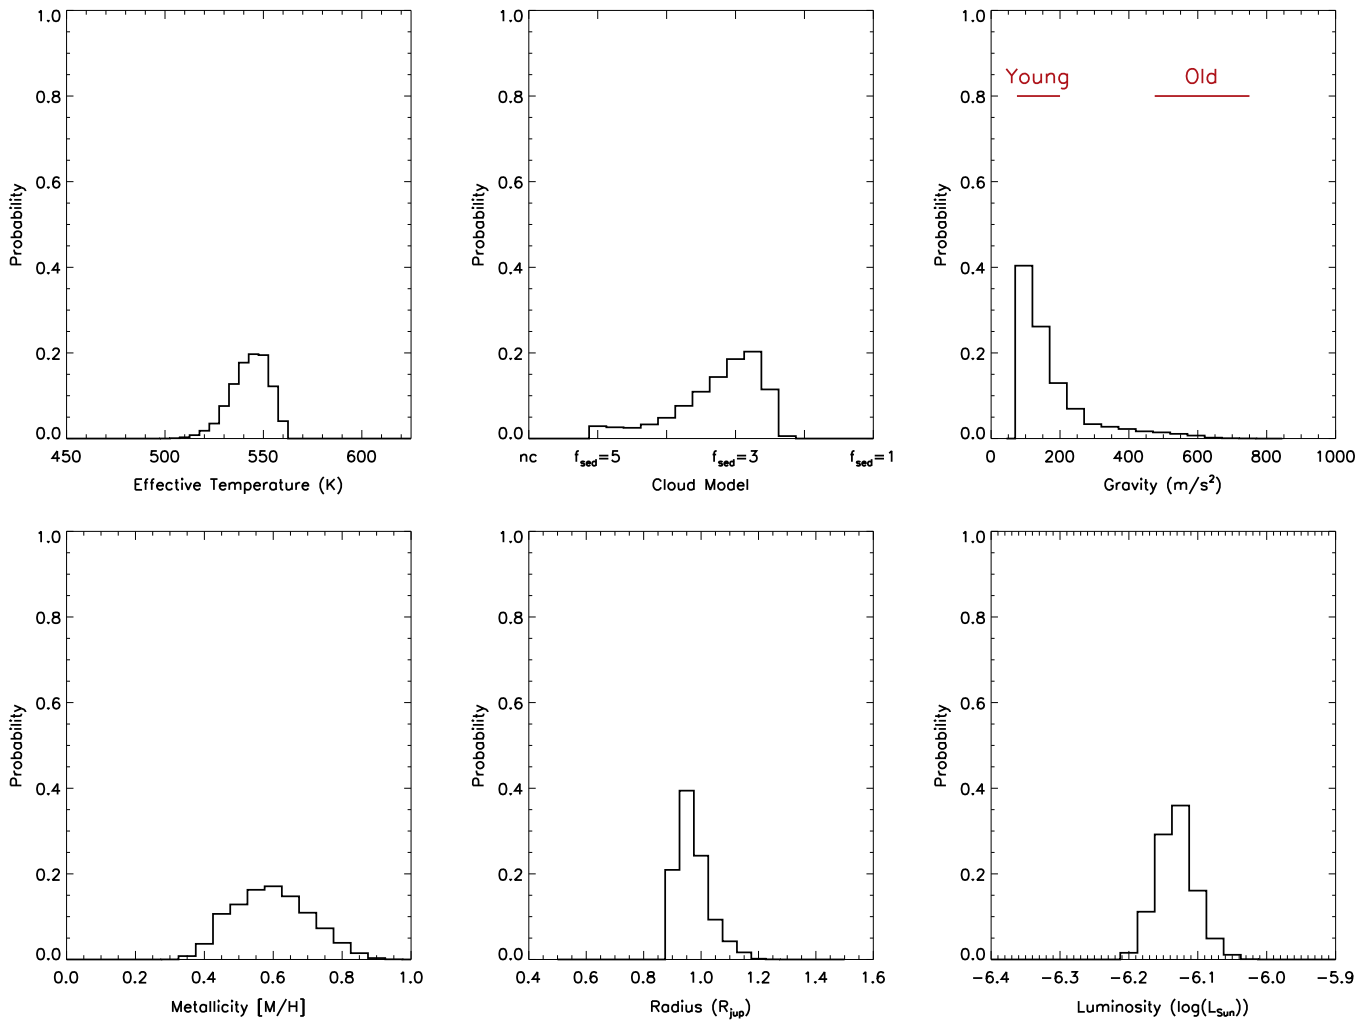 1.0
0.8
0.6
0.4
0.2
0.0
Probability
450 500 550 600
Effective Temperature (K)
1.0
0.8
0.6
0.4
0.2
0.0
Probability
nc f_sed=5 f_sed=3 f_sed=1
Cloud Model
1.0
0.8
0.6
0.4
0.2
0.0
Probability
Young Old
0 200 400 600 800 1000
Gravity (m/s²)
1.0
0.8
0.6
0.4
0.2
0.0
Probability
0.0 0.2 0.4 0.6 0.8 1.0
Metallicity [M/H]
1.0
0.8
0.6
0.4
0.2
0.0
Probability
0.4 0.6 0.8 1.0 1.2 1.4 1.6
Radius (R_jup)
1.0
0.8
0.6
0.4
0.2
0.0
Probability
−6.4 −6.3 −6.2 −6.1 −6.0 −5.9
Luminosity (log(L_Sun))